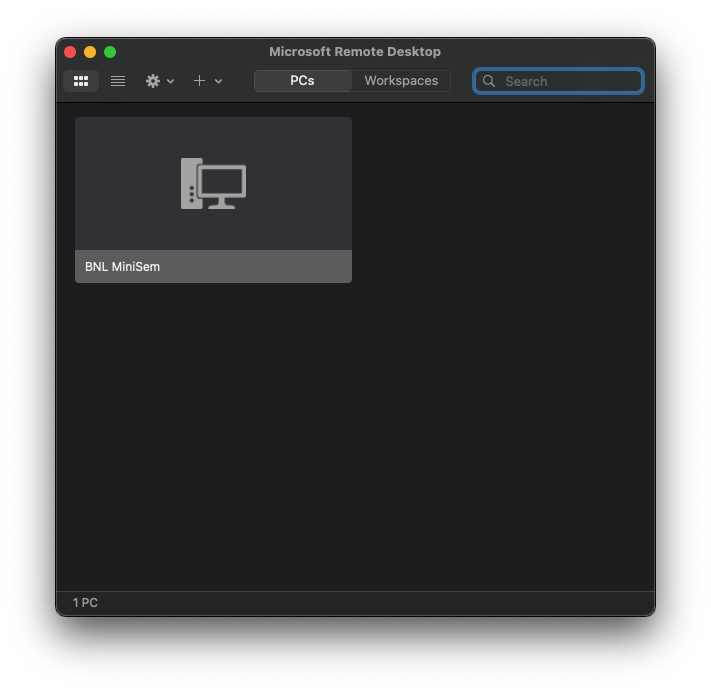 Microsoft Remote Desktop
PCs
Workspaces
Search
BNL MiniSem
1 PC